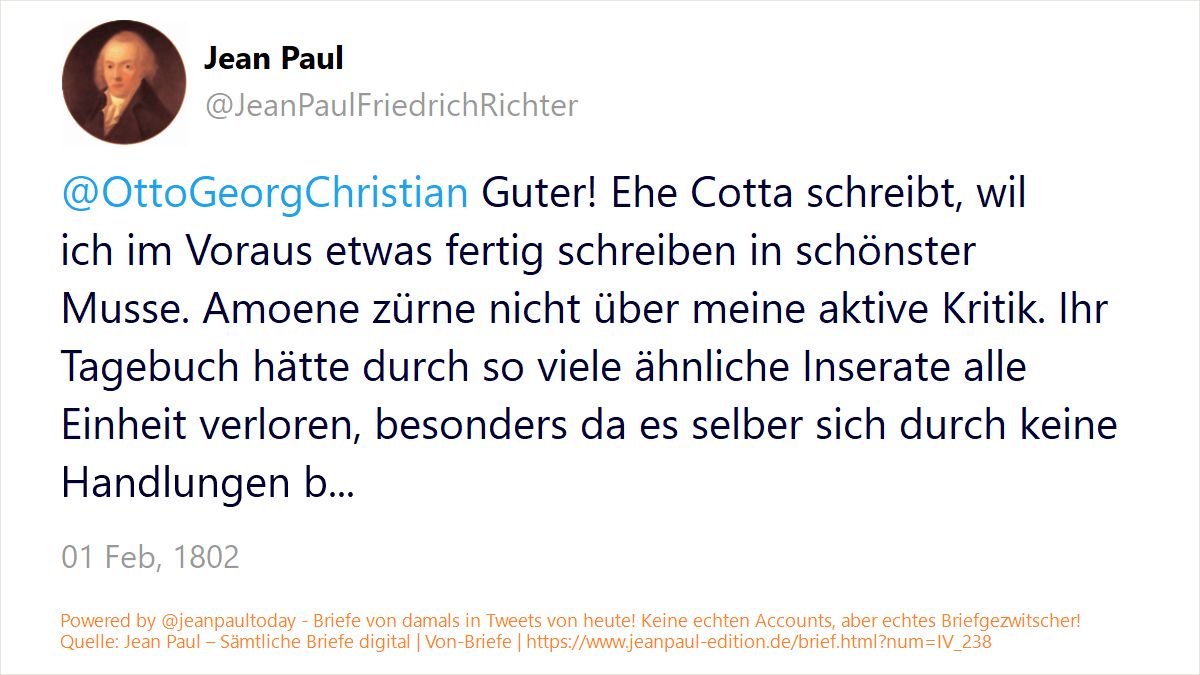 Jean Paul
@JeanPaulFriedrichRichter
@OttoGeorgChristian Guter! Ehe Cotta schreibt, wil
ich im Voraus etwas fertig schreiben in schönster
Musse. Amoene zürne nicht über meine aktive Kritik. Ihr
Tagebuch hätte durch so viele ähnliche Inserate alle
Einheit verloren, besonders da es selber sich durch keine
Handlungen b...
01 Feb, 1802
Powered by @jeanpaultoday - Briefe von damals in Tweets von heute! Keine echten Accounts, aber echtes Briefgezwitscher!
Quelle: Jean Paul – Sämtliche Briefe digital | Von-Briefe | https://www.jeanpaul-edition.de/brief.html?num=IV_238